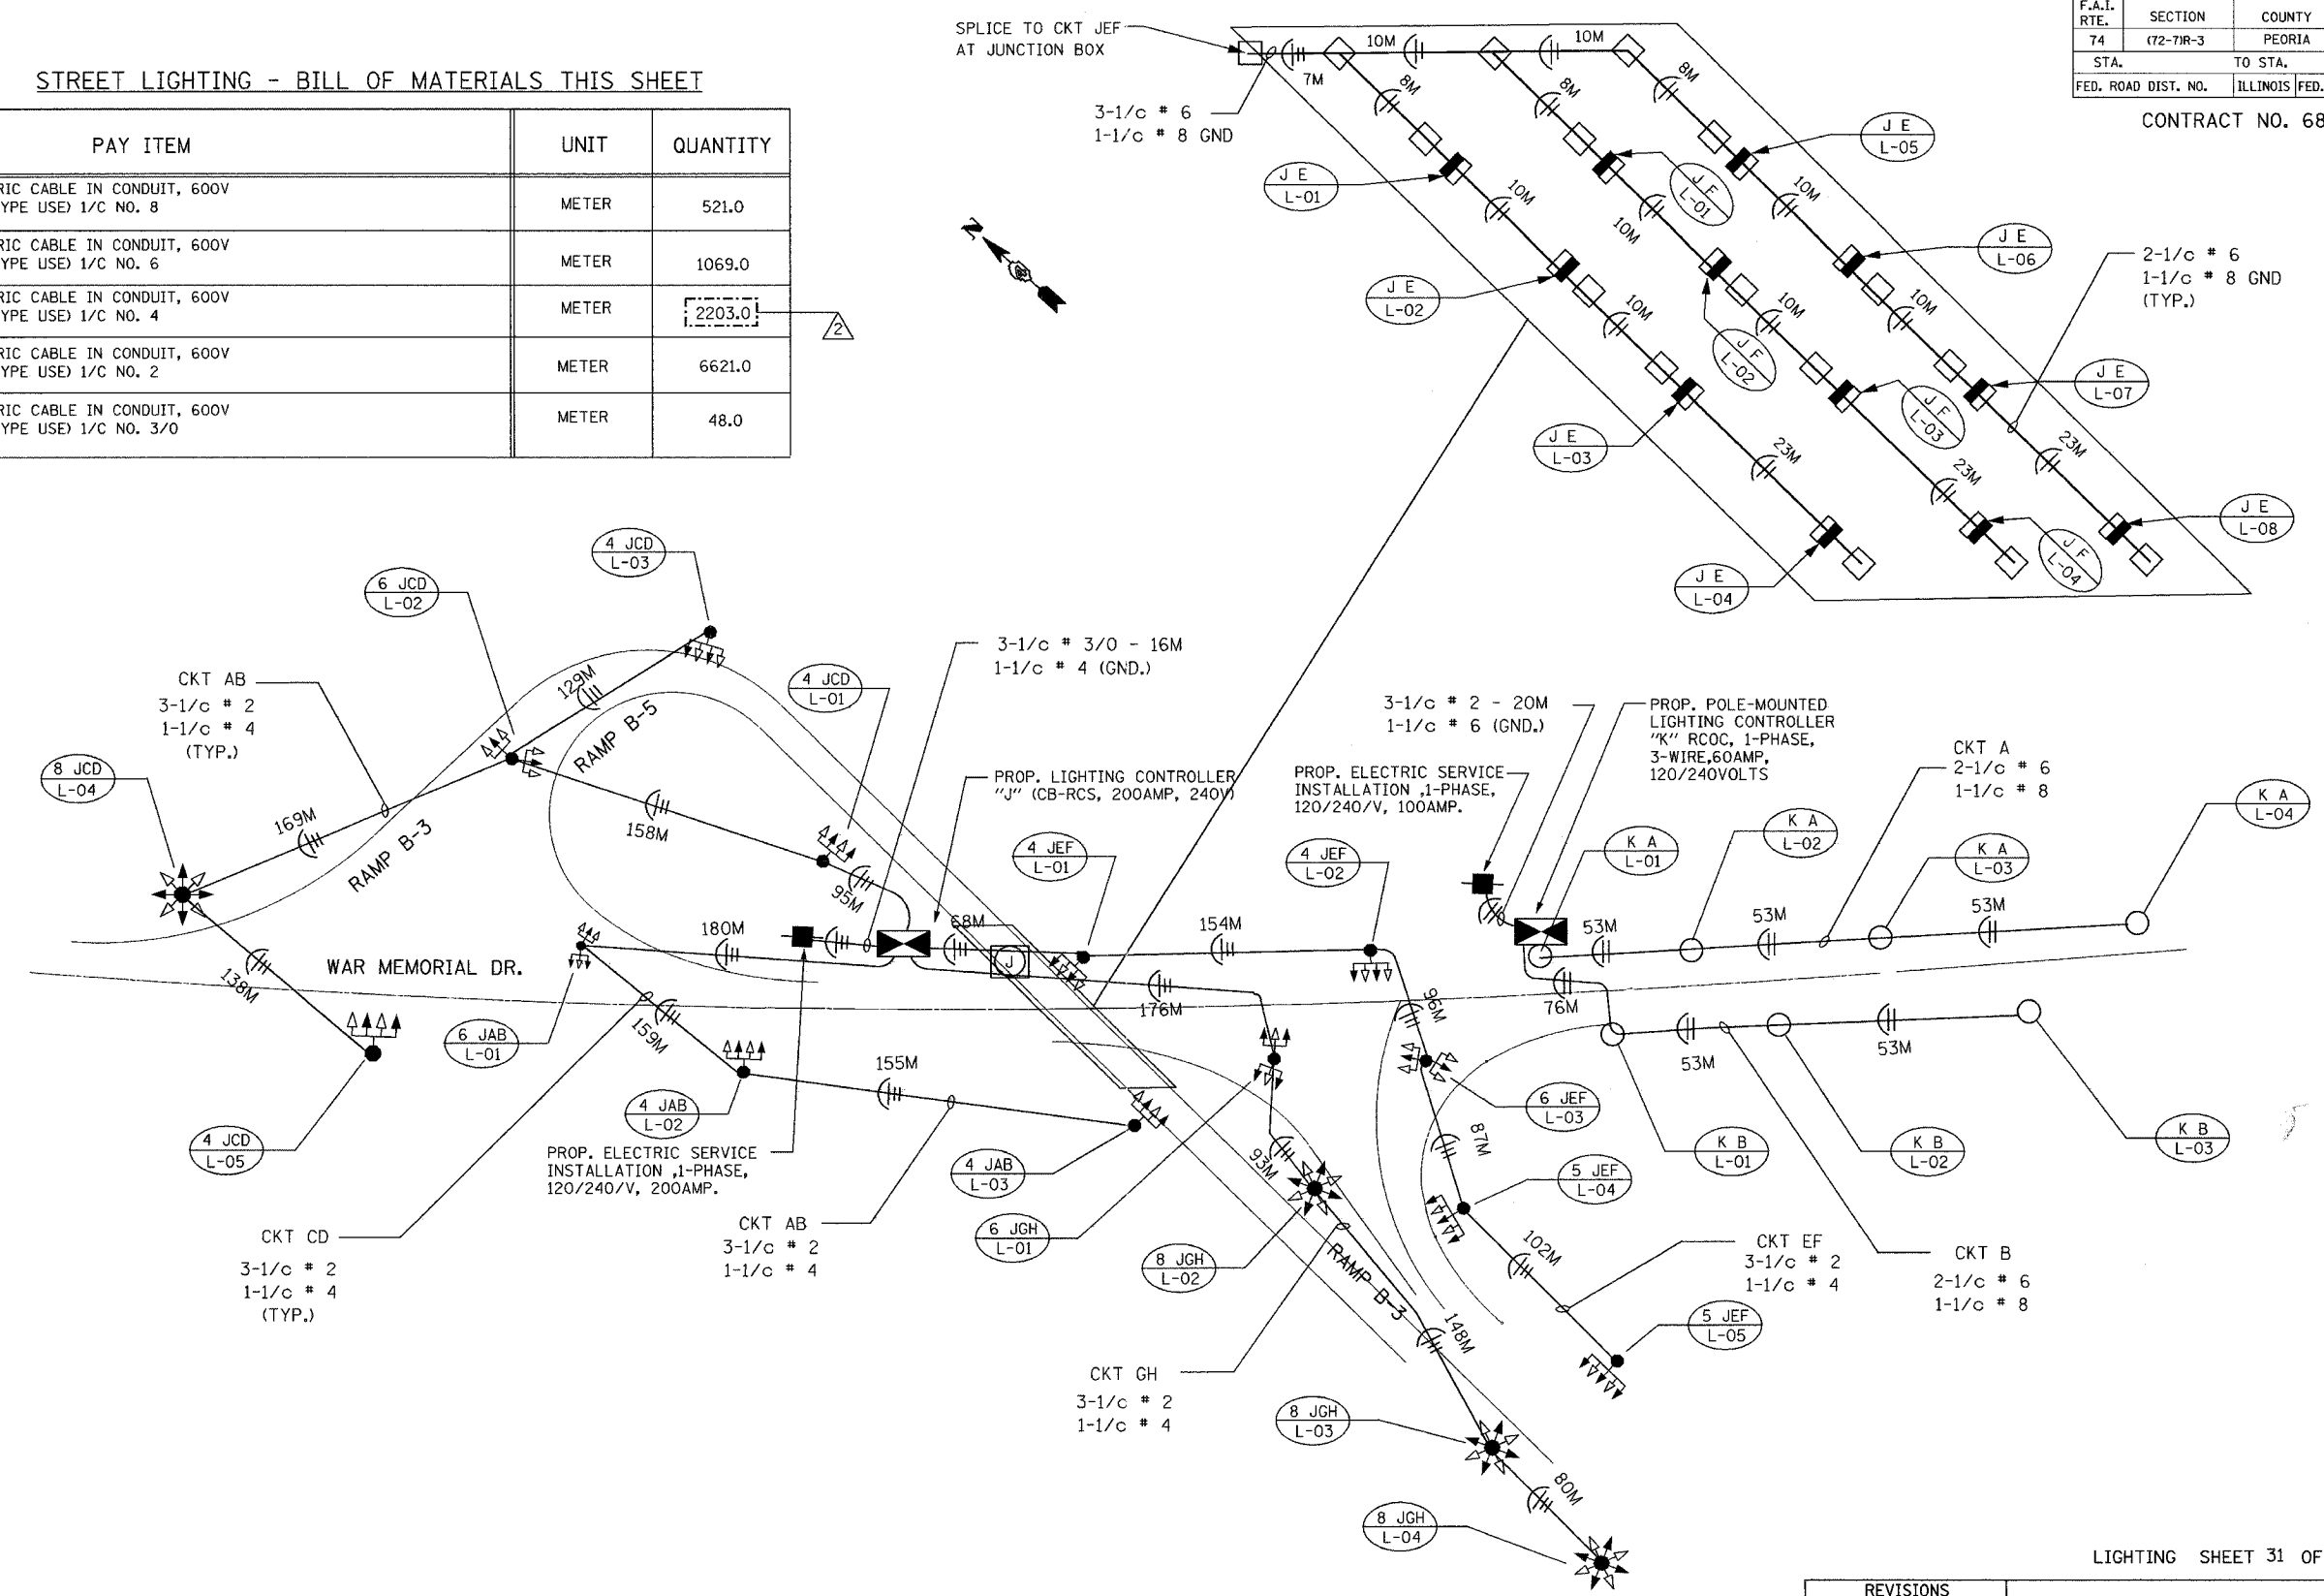 STREET LIGHTING - BILL OF MATERIALS THIS SHEET
PAY ITEM UNIT QUANTITY
RIC CABLE IN CONDUIT, 600V
YPE USE) 1/C NO. 8 METER 521.0
RIC CABLE IN CONDUIT, 600V
YPE USE) 1/C NO. 6 METER 1069.0
RIC CABLE IN CONDUIT, 600V
YPE USE) 1/C NO. 4 METER 2203.0
2
RIC CABLE IN CONDUIT, 600V
YPE USE) 1/C NO. 2 METER 6621.0
RIC CABLE IN CONDUIT, 600V
YPE USE) 1/C NO. 3/0 METER 48.0
F.A.I.
RTE. SECTION COUNTY
74 (72-7)R-3 PEORIA
STA. TO STA.
FED. ROAD DIST. NO. ILLINOIS FED.
CONTRACT NO. 68
SPLICE TO CKT JEF
AT JUNCTION BOX
3-1/c # 6
1-1/c # 8 GND
7M
10M
10M
8M
8M
8M
J E
L-01
J E
L-02
J E
L-03
J E
L-04
J F
L-01
J F
L-02
J F
L-03
J F
L-04
J E
L-05
J E
L-06
J E
L-07
J E
L-08
10M
10M
10M
10M
10M
10M
23M
23M
23M
2-1/c # 6
1-1/c # 8 GND
(TYP.)
N
4 JCD
L-03
6 JCD
L-02
CKT AB
3-1/c # 2
1-1/c # 4
(TYP.)
8 JCD
L-04
129M
RAMP B-5
169M
RAMP B-3
158M
4 JCD
L-01
95M
3-1/c # 3/0 - 16M
1-1/c # 4 (GND.)
PROP. LIGHTING CONTROLLER
"J" (CB-RCS, 200AMP, 240V)
3-1/c # 2 - 20M
1-1/c # 6 (GND.)
PROP. POLE-MOUNTED
LIGHTING CONTROLLER
"K" RCOC, 1-PHASE,
3-WIRE,60AMP,
120/240VOLTS
PROP. ELECTRIC SERVICE
INSTALLATION ,1-PHASE,
120/240/V, 100AMP.
CKT A
2-1/c # 6
1-1/c # 8
4 JEF
L-01
4 JEF
L-02
K A
L-01
K A
L-02
K A
L-03
K A
L-04
180M
68M
J
154M
53M
53M
53M
WAR MEMORIAL DR.
138M
176M
96M
76M
53M
53M
6 JAB
L-01
159M
155M
4 JAB
L-02
4 JCD
L-05
PROP. ELECTRIC SERVICE
INSTALLATION ,1-PHASE,
120/240/V, 200AMP.
4 JAB
L-03
93M
6 JEF
L-03
87M
5 JEF
L-04
K B
L-01
K B
L-02
K B
L-03
CKT CD
3-1/c # 2
1-1/c # 4
(TYP.)
CKT AB
3-1/c # 2
1-1/c # 4
6 JGH
L-01
8 JGH
L-02
RAMP B-3
102M
CKT EF
3-1/c # 2
1-1/c # 4
CKT B
2-1/c # 6
1-1/c # 8
148M
5 JEF
L-05
CKT GH
3-1/c # 2
1-1/c # 4
8 JGH
L-03
80M
8 JGH
L-04
LIGHTING SHEET 31 OF
REVISIONS